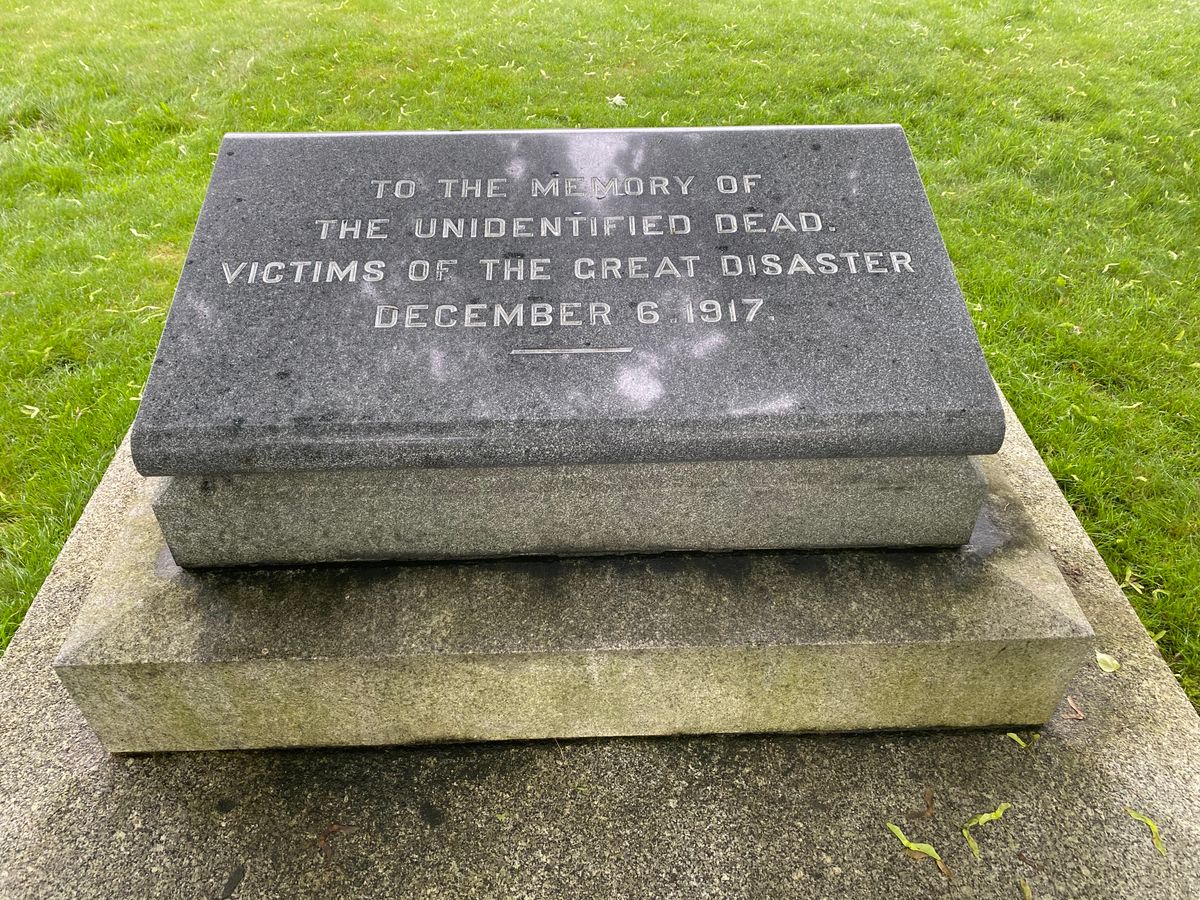 TO THE MEMORY OF
THE UNIDENTIFIED DEAD.
VICTIMS OF THE GREAT DISASTER
DECEMBER 6.1917.